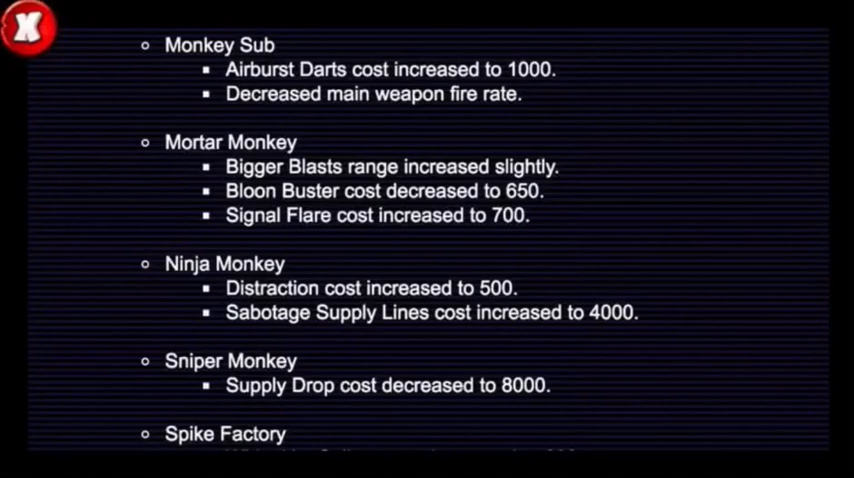 X
Monkey Sub
Airburst Darts cost increased to 1000.
Decreased main weapon fire rate.
Mortar Monkey
Bigger Blasts range increased slightly.
Bloon Buster cost decreased to 650.
Signal Flare cost increased to 700.
Ninja Monkey
Distraction cost increased to 500.
Sabotage Supply Lines cost increased to 4000.
Sniper Monkey
Supply Drop cost decreased to 8000.
Spike Factory